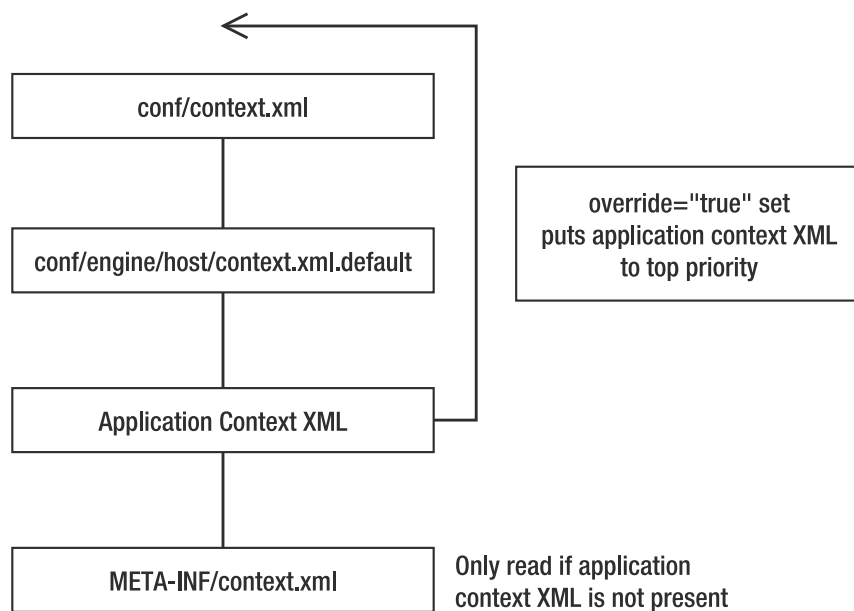 conf/context.xml
conf/engine/host/context.xml.default
override="true" set
puts application context XML
to top priority
Application Context XML
META-INF/context.xml
Only read if application
context XML is not present